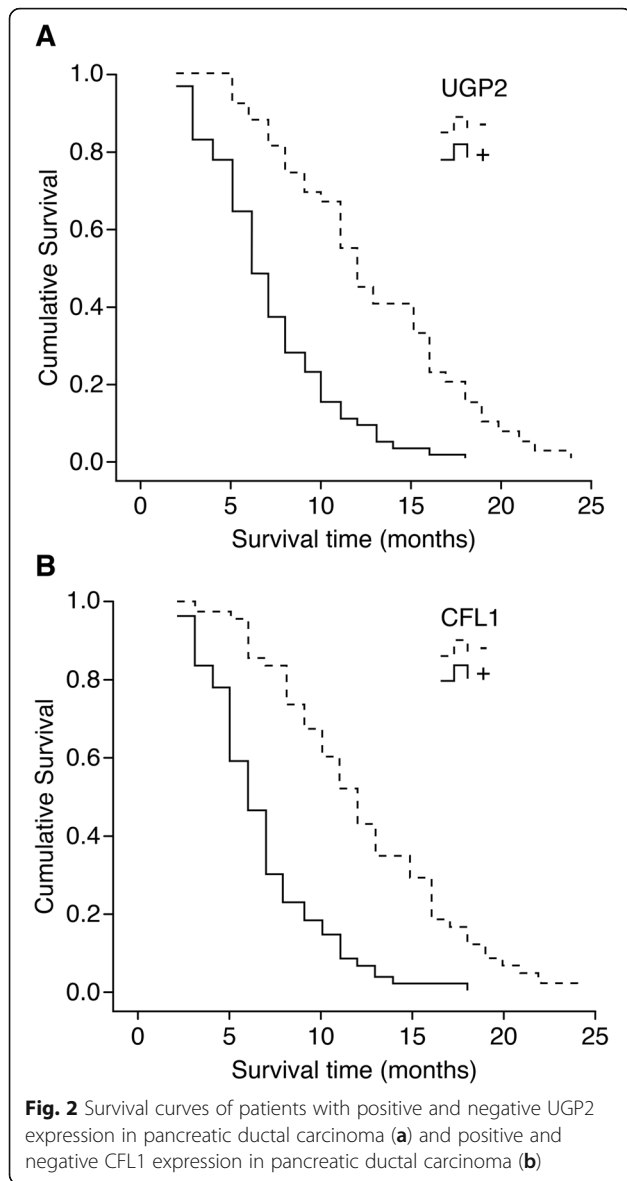 A
1.0
0.8
0.6
0.4
0.2
0.0
Cumulative Survival
UGP2
-
+
0 5 10 15 20 25
Survival time (months)
B
1.0
0.8
0.6
0.4
0.2
0.0
Cumulative Survival
CFL1
-
+
0 5 10 15 20 25
Survival time (months)
Fig. 2 Survival curves of patients with positive and negative UGP2
expression in pancreatic ductal carcinoma (a) and positive and
negative CFL1 expression in pancreatic ductal carcinoma (b)